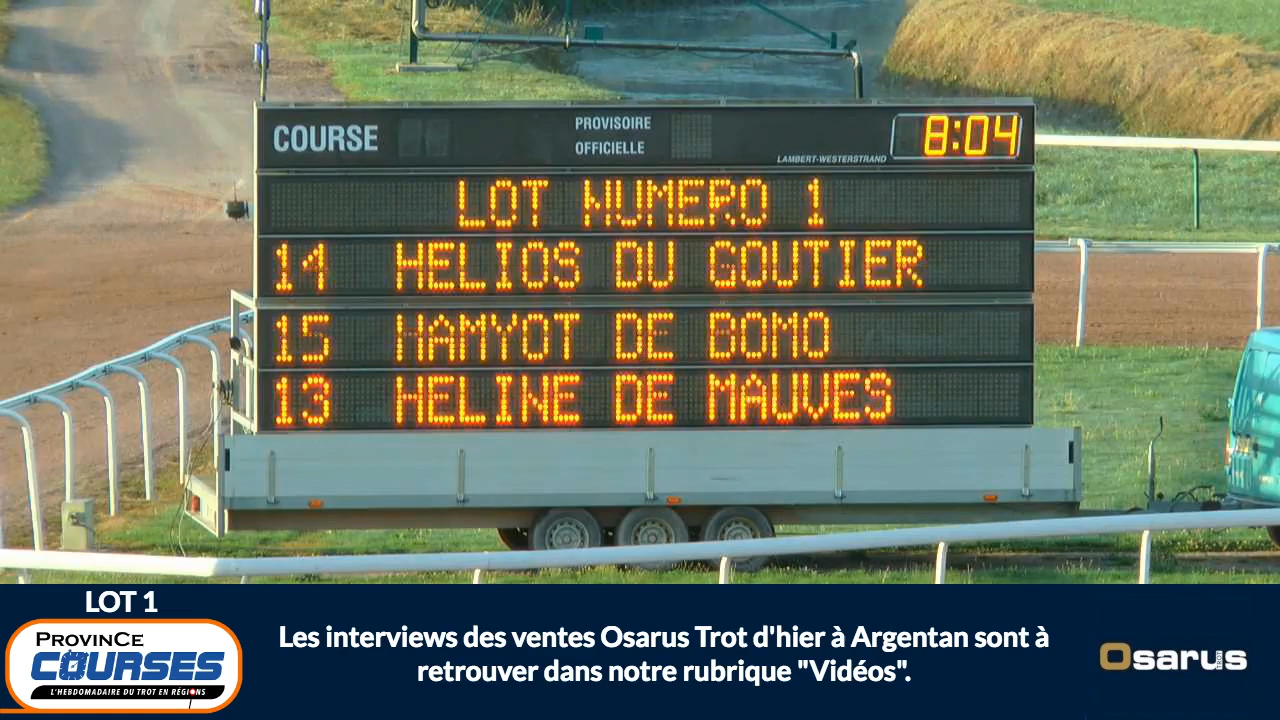 COURSE
PROVISOIRE
OFFICIELLE
LAMBERT-WESTERSTRAND
8:04
LOT NUMERO 1
14 HELIOS DU GOUTIER
15 HAMYOT DE BOMO
13 HELINE DE MAUVES
LOT 1
PROVINCE
COURSES
L'HEBDOMADAIRE DU TROT EN RÉGIONS
Les interviews des ventes Osarus Trot d'hier à Argentan sont à
retrouver dans notre rubrique "Vidéos".
Osarus